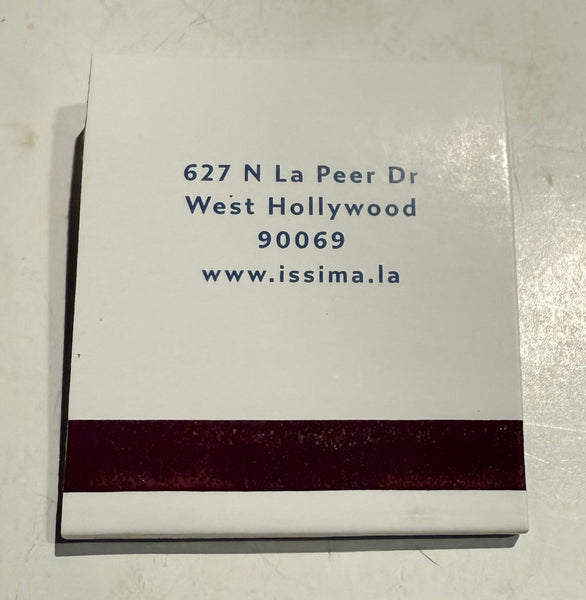 627 N La Peer Dr
West Hollywood
90069
www.issima.la